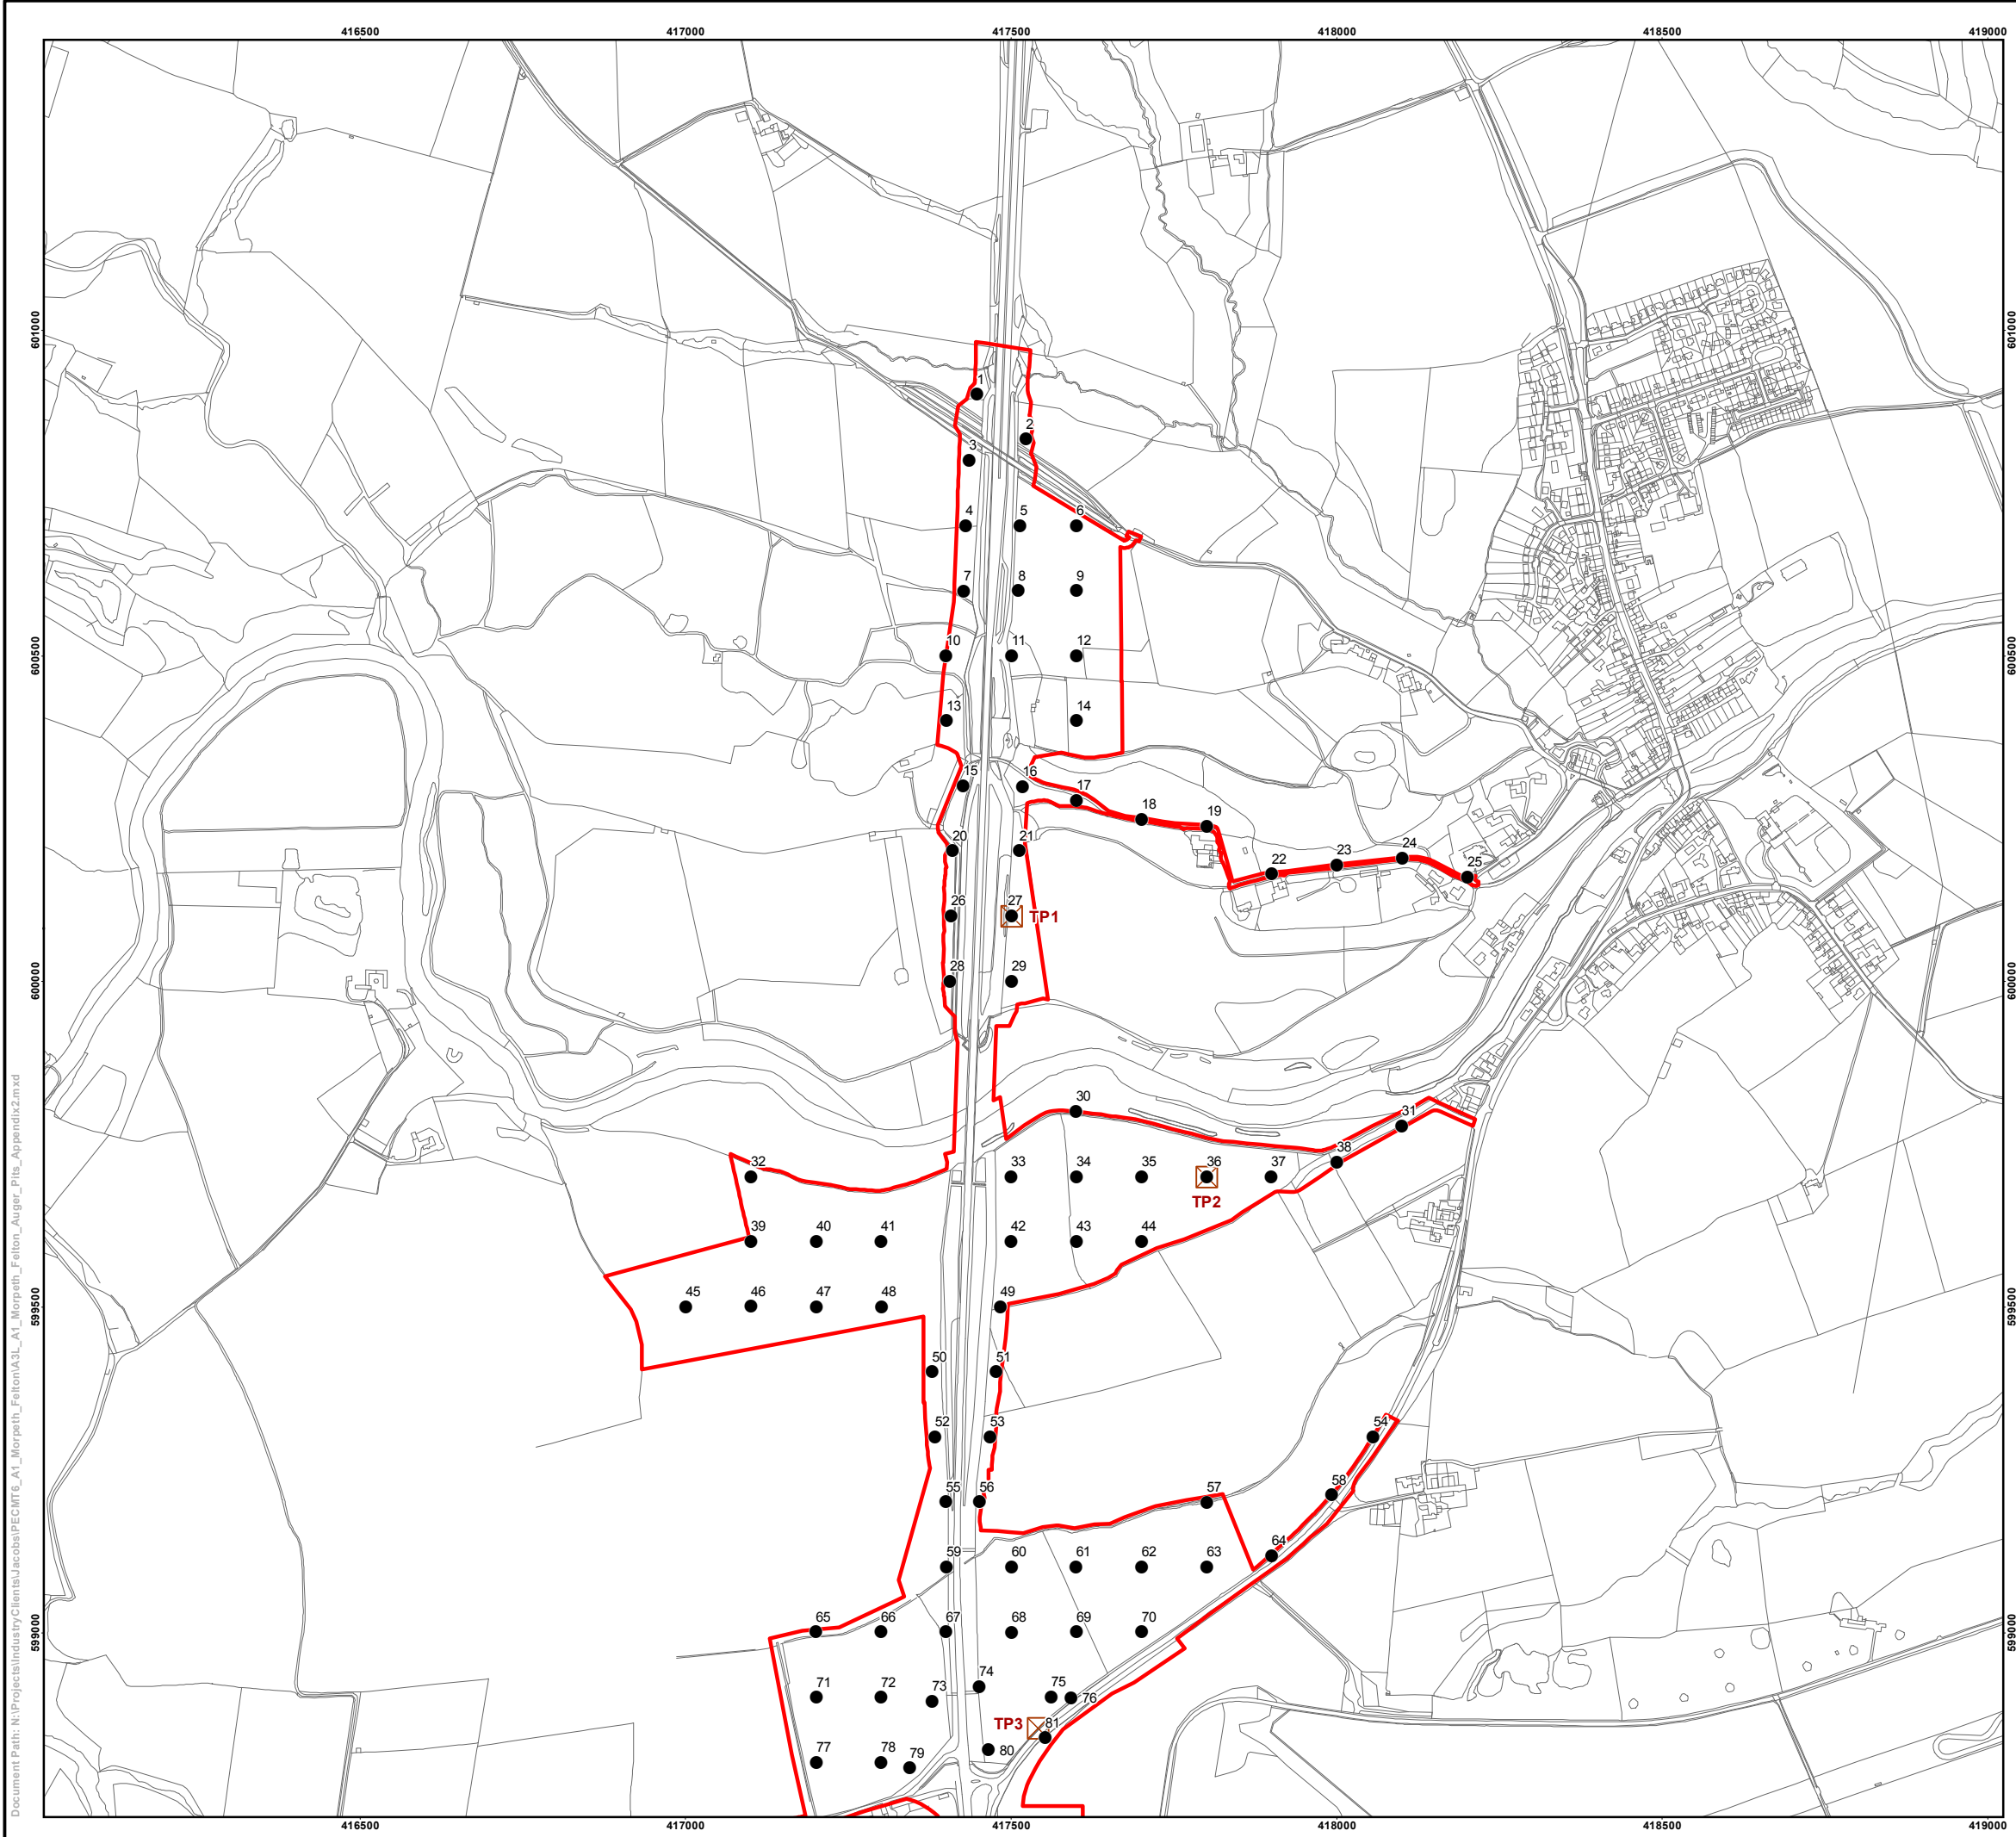 416500 417000 417500 418000 418500 419000
601000 601000
1
2
3
4 5 6
7 8 9
600500 600500
10 11 12
13 14
15 16
17
18 19
20 21
22 23 24 25
26 27 TP1
28 29
600000 600000
30 31
32 33 34 35 36 37 38
TP2
39 40 41 42 43 44
45 46 47 48 49
599500 599500
50 51
52 53 54
55 56 57 58
59 60 61 62 63 64
65 66 67 68 69 70
599000 599000
71 72 73 74 75 76
TP3 81
77 78 79 80
416500 417000 417500 418000 418500 419000
Document Path: N:\Projects\IndustryClients\Jacobs\PECMT6_A1_Morpeth_Felton\A3L_A1_Morpeth_Felton_Auger_Pits_Appendix2.mxd